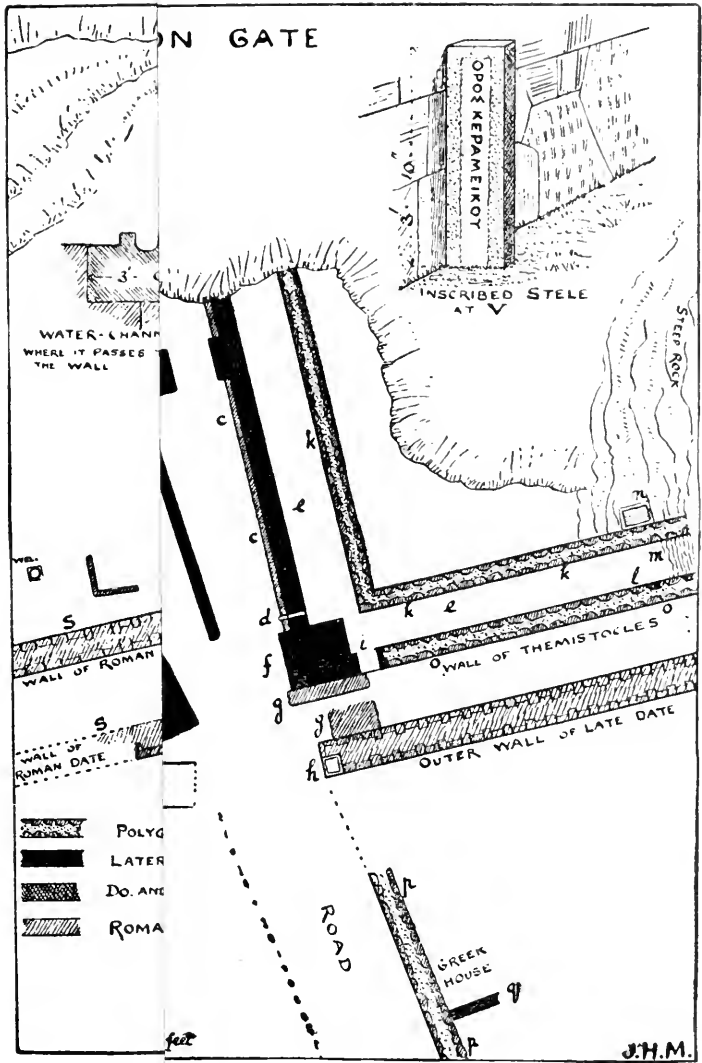 ON GATE
ΟΡΟΣ ΚΕΡΑΜΕΙΚΟΥ
3' 10"
INSCRIBED STELE
AT V
3'-
WATER-CHANN
WHERE IT PASSES
THE WALL
STEEP ROCK
c
k
e
c
n
m
k
l
k
e
o
d
i
f
o
WALL OF THEMISTOCLES
S
WALL OF ROMAN
g
g
S
OUTER WALL OF LATE DATE
WALL OF
ROMAN DATE
h
POLYG
LATER
DO. AND
ROMA
ROAD
p
GREEK
HOUSE
q
p
feet
J.H.M.